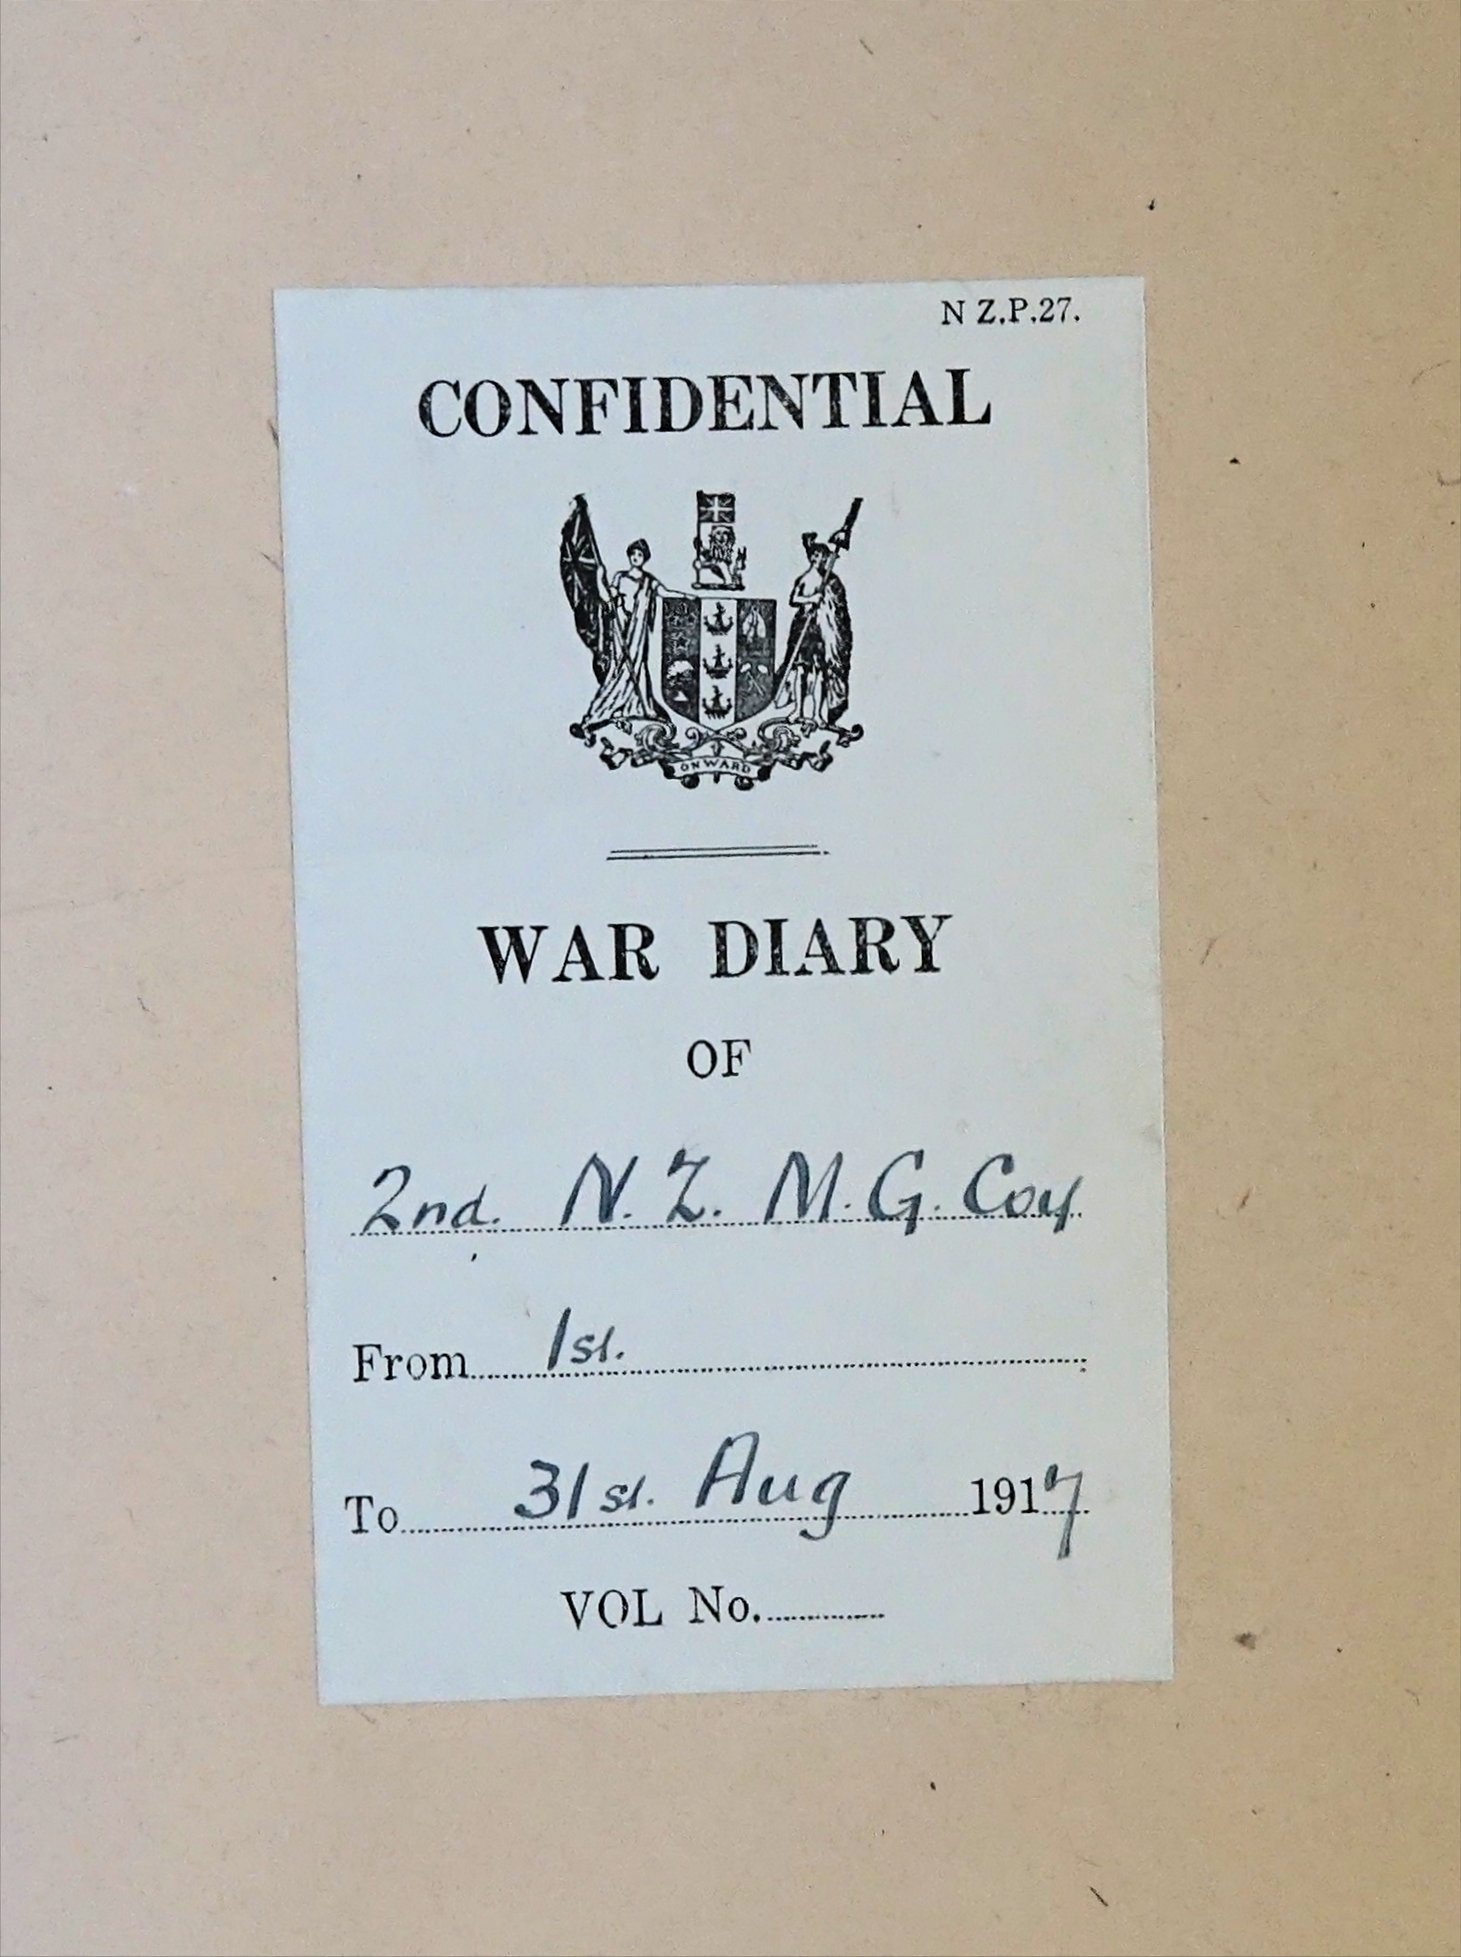 N Z.P.27.
CONFIDENTIAL
ONWARD
WAR DIARY
OF
2nd. N. Z. M. G. Coy
From 1st.
To 31st. Aug 1917
VOL No.